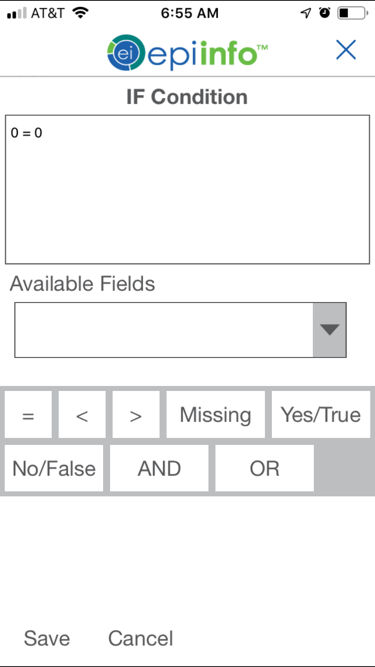 AT&T 6:55 AM
ei epiinfo™
IF Condition
0 = 0
Available Fields
= < > Missing Yes/True
No/False AND OR
Save Cancel